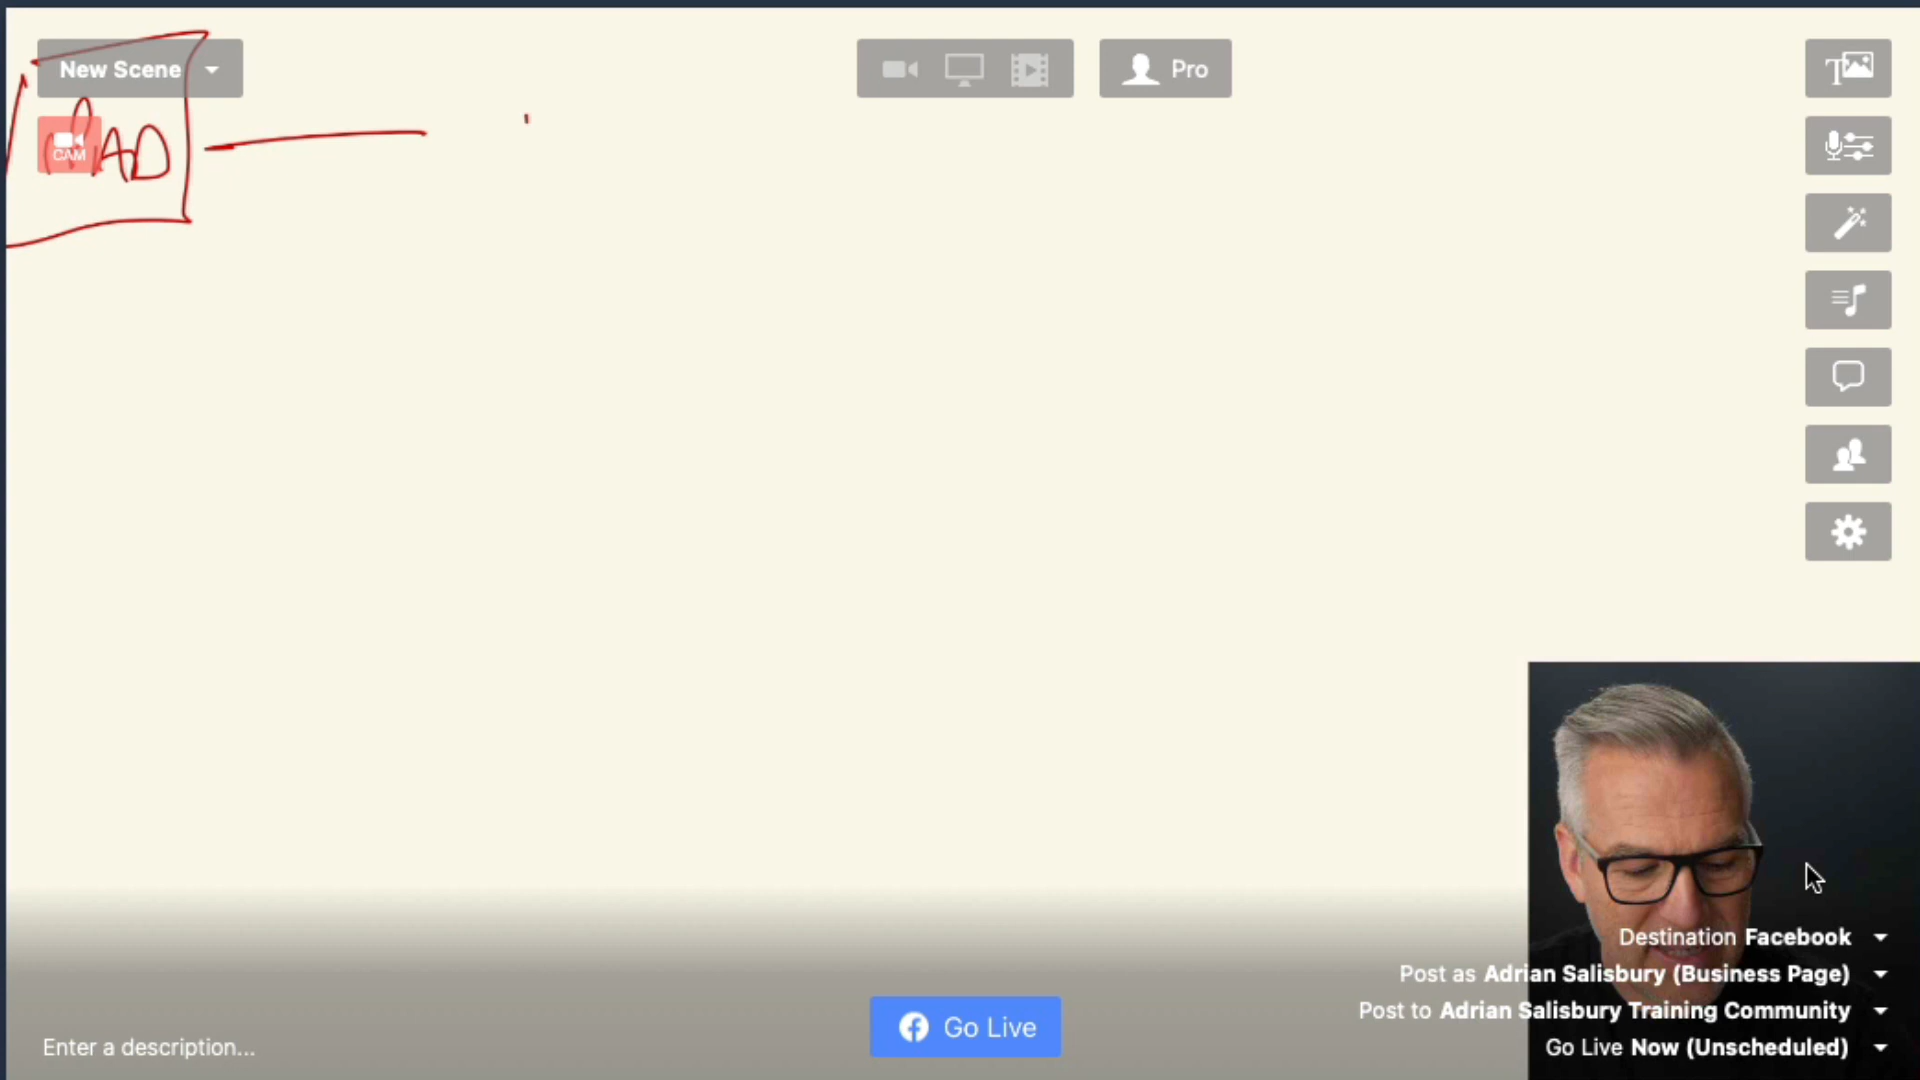 New Scene
Pro
CAM
Destination Facebook
Post as Adrian Salisbury (Business Page)
Post to Adrian Salisbury Training Community
Go Live
Enter a description...
Go Live Now (Unscheduled)